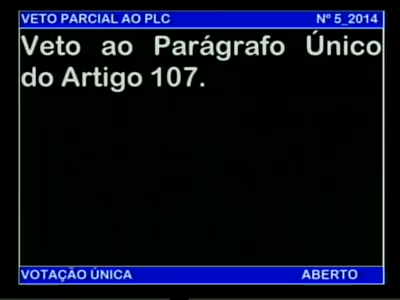 VETO PARCIAL AO PLC Nº 5_2014
Veto ao Parágrafo Único
do Artigo 107.
VOTAÇÃO ÚNICA ABERTO